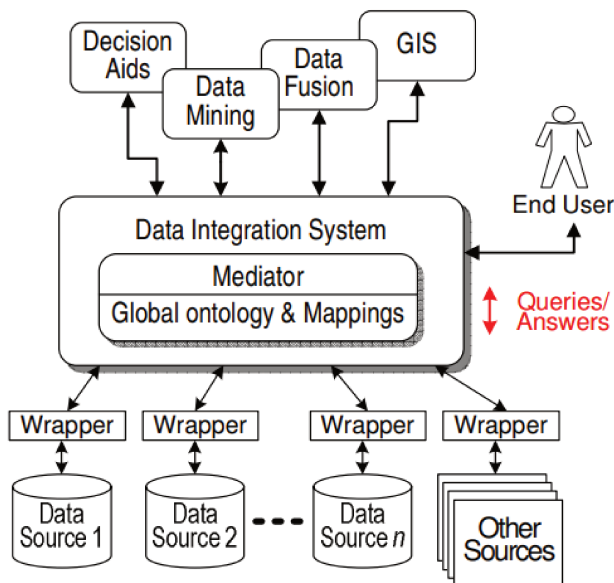 Decision
Aids
Data
Mining
Data
Fusion
GIS
End User
Data Integration System
Mediator
Global ontology & Mappings
Queries/
Answers
Wrapper
Wrapper
Wrapper
Wrapper
Data
Source 1
Data
Source 2
Data
Source n
Other
Sources